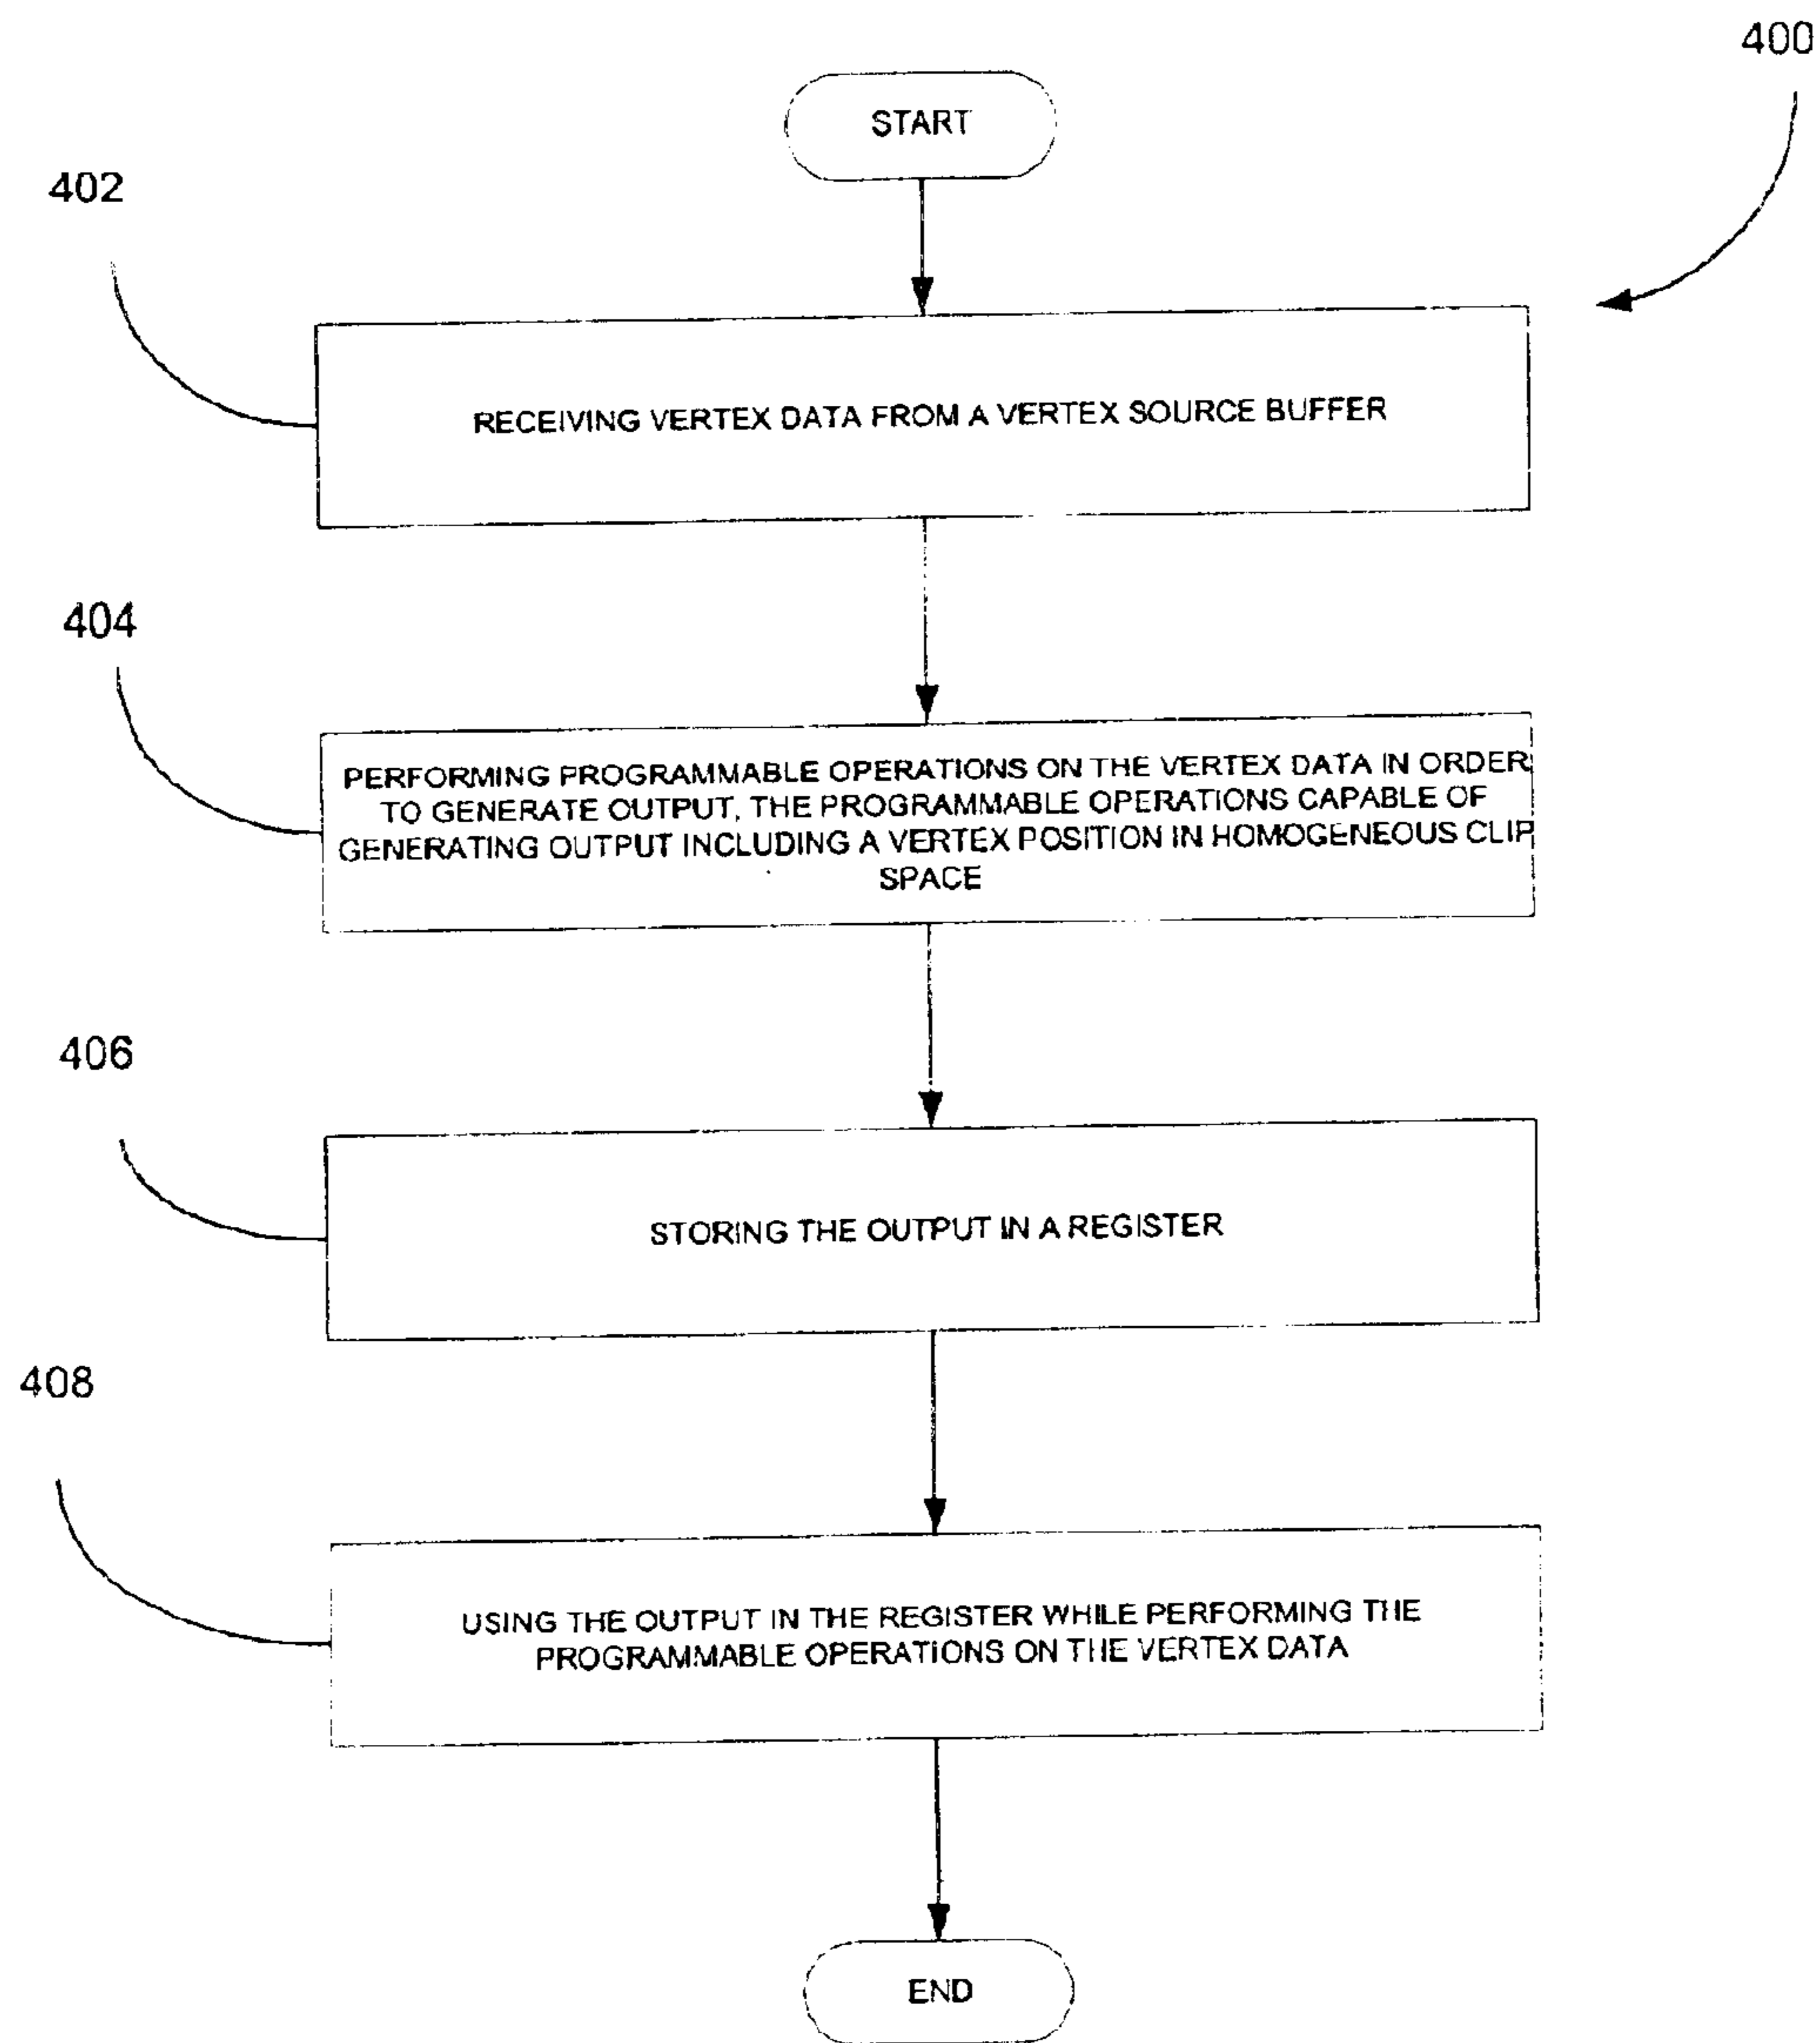 400
START
402
RECEIVING VERTEX DATA FROM A VERTEX SOURCE BUFFER
404
PERFORMING PROGRAMMABLE OPERATIONS ON THE VERTEX DATA IN ORDER
TO GENERATE OUTPUT, THE PROGRAMMABLE OPERATIONS CAPABLE OF
GENERATING OUTPUT INCLUDING A VERTEX POSITION IN HOMOGENEOUS CLIP
SPACE
406
STORING THE OUTPUT IN A REGISTER
408
USING THE OUTPUT IN THE REGISTER WHILE PERFORMING THE
PROGRAMMABLE OPERATIONS ON THE VERTEX DATA
END